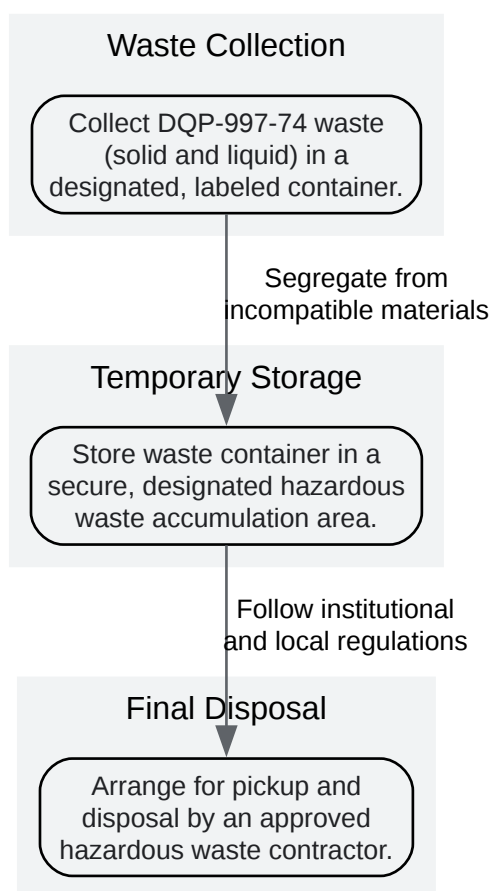 Waste Collection
Collect DQP-997-74 waste
(solid and liquid) in a
designated, labeled container.
Segregate from
incompatible materials
Temporary Storage
Store waste container in a
secure, designated hazardous
waste accumulation area.
Follow institutional
and local regulations
Final Disposal
Arrange for pickup and
disposal by an approved
hazardous waste contractor.